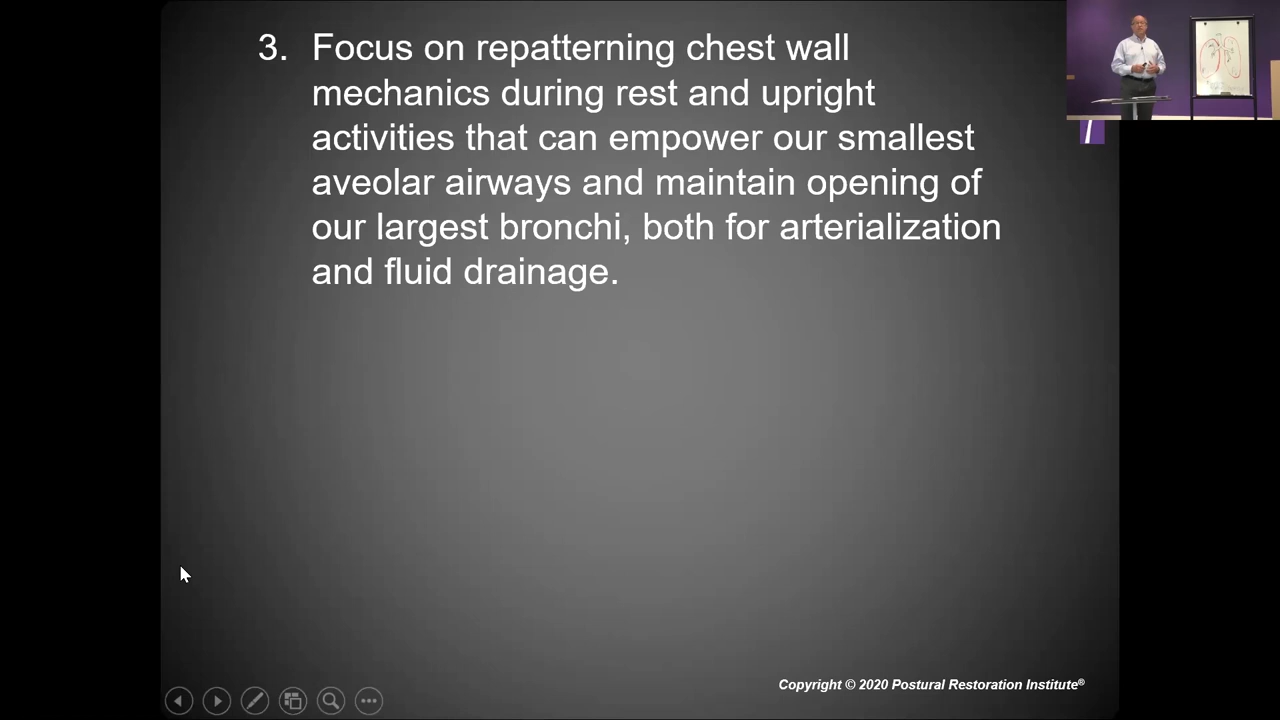 3. Focus on repatterning chest wall
mechanics during rest and upright
activities that can empower our smallest
aveolar airways and maintain opening of
our largest bronchi, both for arterialization
and fluid drainage.
Copyright © 2020 Postural Restoration Institute®